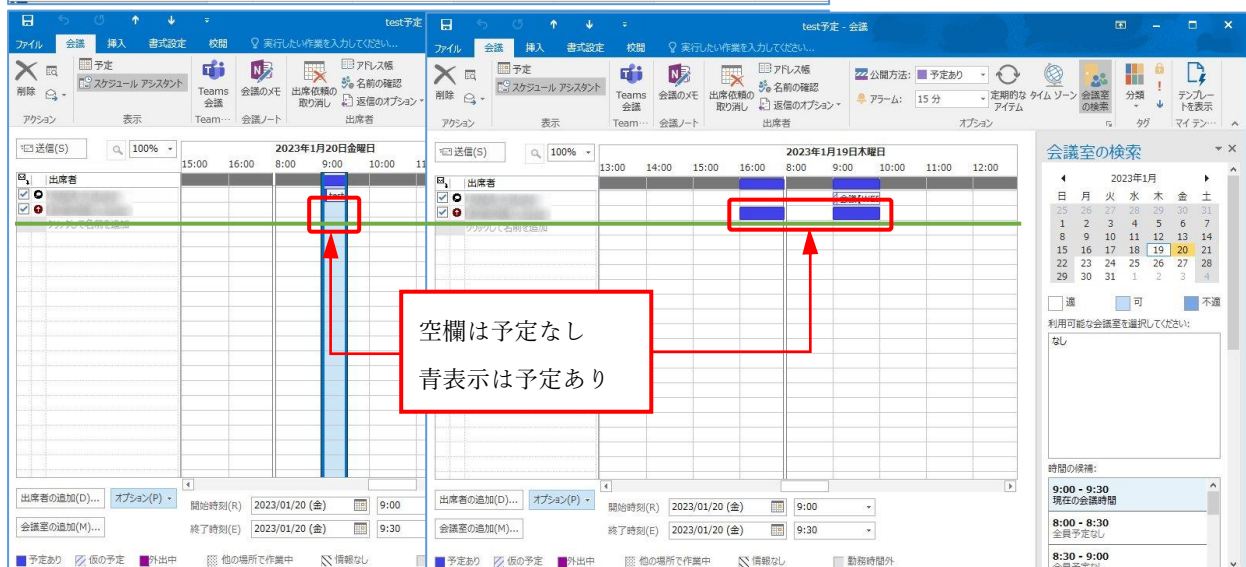 test予定
ファイル 会議 挿入 書式設定 校閲 実行したい作業を入力してください...
削除
予定
スケジュール アシスタント
Teams 会議
会議のメモ
出席依頼の取り消し
アドレス帳
名前の確認
返信のオプション
アクション 表示 Team… 会議ノート 出席者
送信(S) 100%
2023年1月20日金曜日
15:00 16:00 8:00 9:00 10:00 11
出席者
test
クリックして名前を追加
出席者の追加(D)... オプション(P)
開始時刻(R) 2023/01/20 (金) 9:00
会議室の追加(M)...
終了時刻(E) 2023/01/20 (金) 9:30
予定あり 仮の予定 外出中 他の場所で作業中 情報なし
test予定 - 会議
ファイル 会議 挿入 書式設定 校閲 実行したい作業を入力してください...
削除
予定
スケジュール アシスタント
Teams 会議
会議のメモ
出席依頼の取り消し
アドレス帳
名前の確認
返信のオプション
公開方法: 予定あり
アラーム: 15 分
定期的なアイテム
タイム ゾーン
会議室の検索
分類
テンプレートを表示
アクション 表示 Team… 会議ノート 出席者 オプション タグ マイ テン…
送信(S) 100%
2023年1月19日木曜日
13:00 14:00 15:00 16:00 8:00 9:00 10:00 11:00 12:00
出席者
クリックして名前を追加
空欄は予定なし
青表示は予定あり
出席者の追加(D)... オプション(P)
開始時刻(R) 2023/01/20 (金) 9:00
会議室の追加(M)...
終了時刻(E) 2023/01/20 (金) 9:30
予定あり 仮の予定 外出中 他の場所で作業中 情報なし 勤務時間外
会議室の検索
2023年1月
日 月 火 水 木 金 土
25 26 27 28 29 30 31
1 2 3 4 5 6 7
8 9 10 11 12 13 14
15 16 17 18 19 20 21
22 23 24 25 26 27 28
29 30 31 1 2 3 4
適 可 不適
利用可能な会議室を選択してください:
なし
時間の候補:
9:00 - 9:30
現在の会議時間
8:00 - 8:30
全員予定なし
8:30 - 9:00